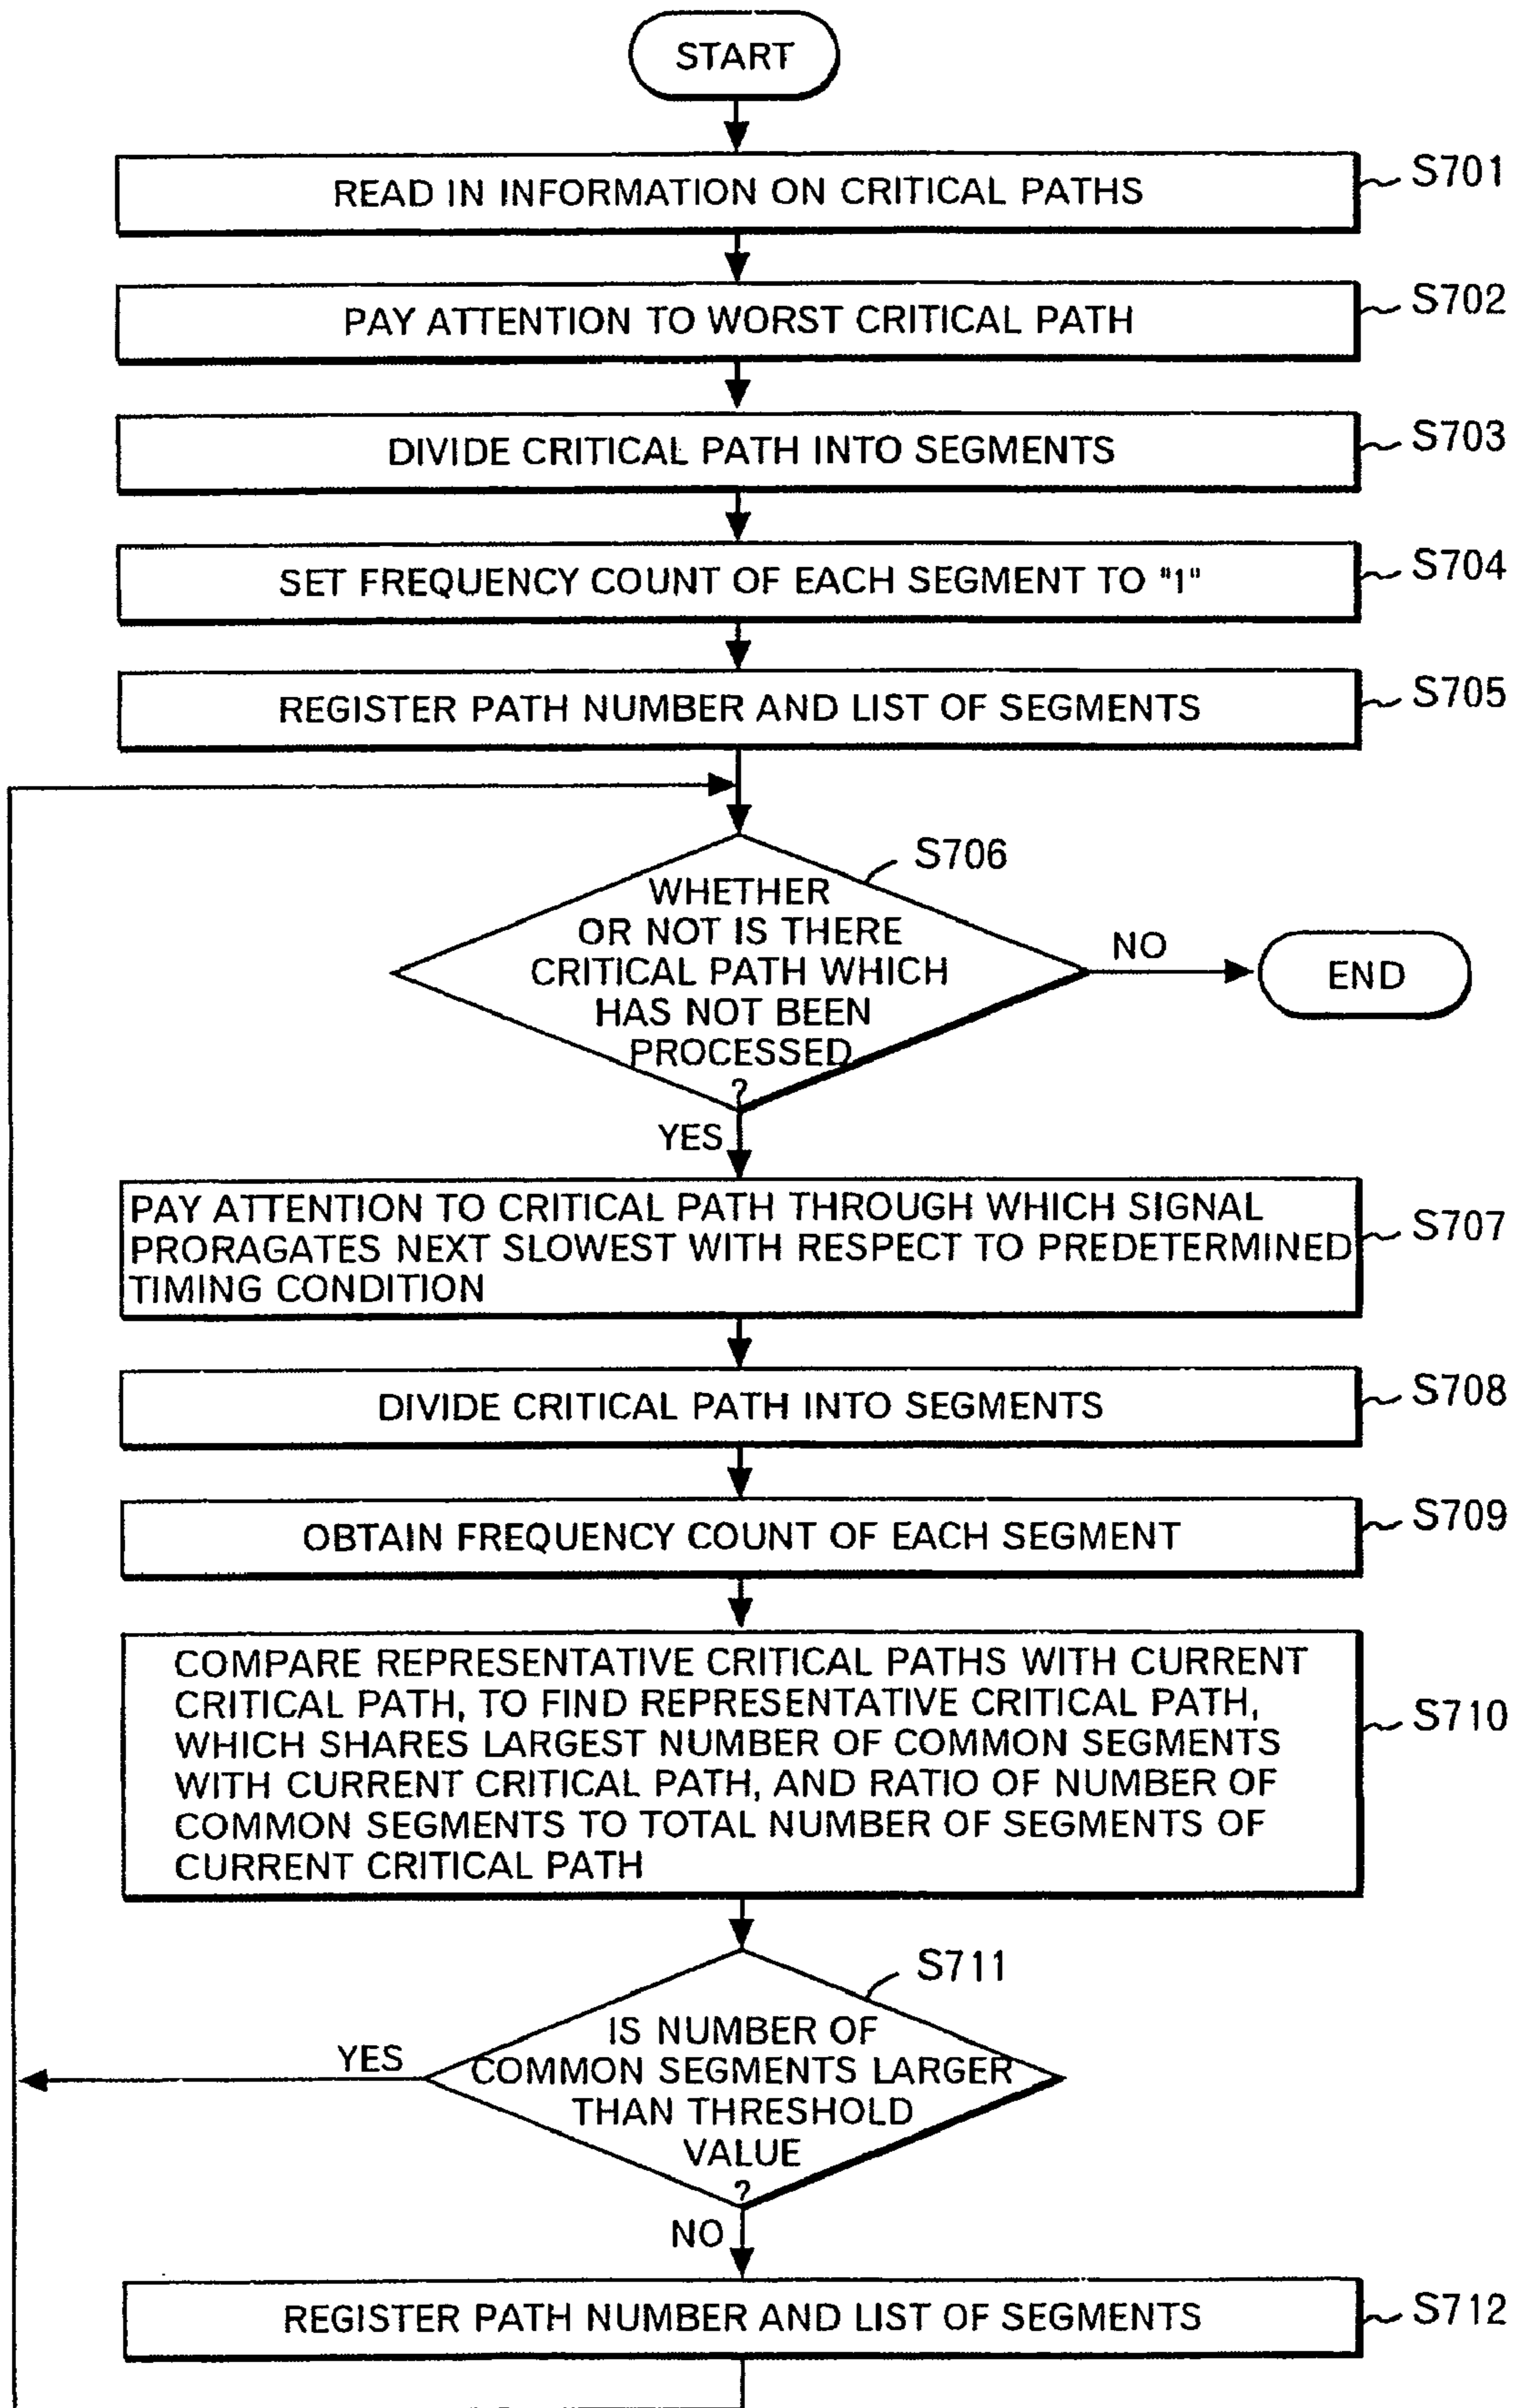 START
READ IN INFORMATION ON CRITICAL PATHS
S701
PAY ATTENTION TO WORST CRITICAL PATH
S702
DIVIDE CRITICAL PATH INTO SEGMENTS
S703
SET FREQUENCY COUNT OF EACH SEGMENT TO "1"
S704
REGISTER PATH NUMBER AND LIST OF SEGMENTS
S705
S706
WHETHER
OR NOT IS THERE
CRITICAL PATH WHICH
HAS NOT BEEN
PROCESSED
?
NO
END
YES
PAY ATTENTION TO CRITICAL PATH THROUGH WHICH SIGNAL
PRORAGATES NEXT SLOWEST WITH RESPECT TO PREDETERMINED
TIMING CONDITION
S707
DIVIDE CRITICAL PATH INTO SEGMENTS
S708
OBTAIN FREQUENCY COUNT OF EACH SEGMENT
S709
COMPARE REPRESENTATIVE CRITICAL PATHS WITH CURRENT
CRITICAL PATH, TO FIND REPRESENTATIVE CRITICAL PATH,
WHICH SHARES LARGEST NUMBER OF COMMON SEGMENTS
WITH CURRENT CRITICAL PATH, AND RATIO OF NUMBER OF
COMMON SEGMENTS TO TOTAL NUMBER OF SEGMENTS OF
CURRENT CRITICAL PATH
S710
S711
IS NUMBER OF
COMMON SEGMENTS LARGER
THAN THRESHOLD
VALUE
?
YES
NO
REGISTER PATH NUMBER AND LIST OF SEGMENTS
S712